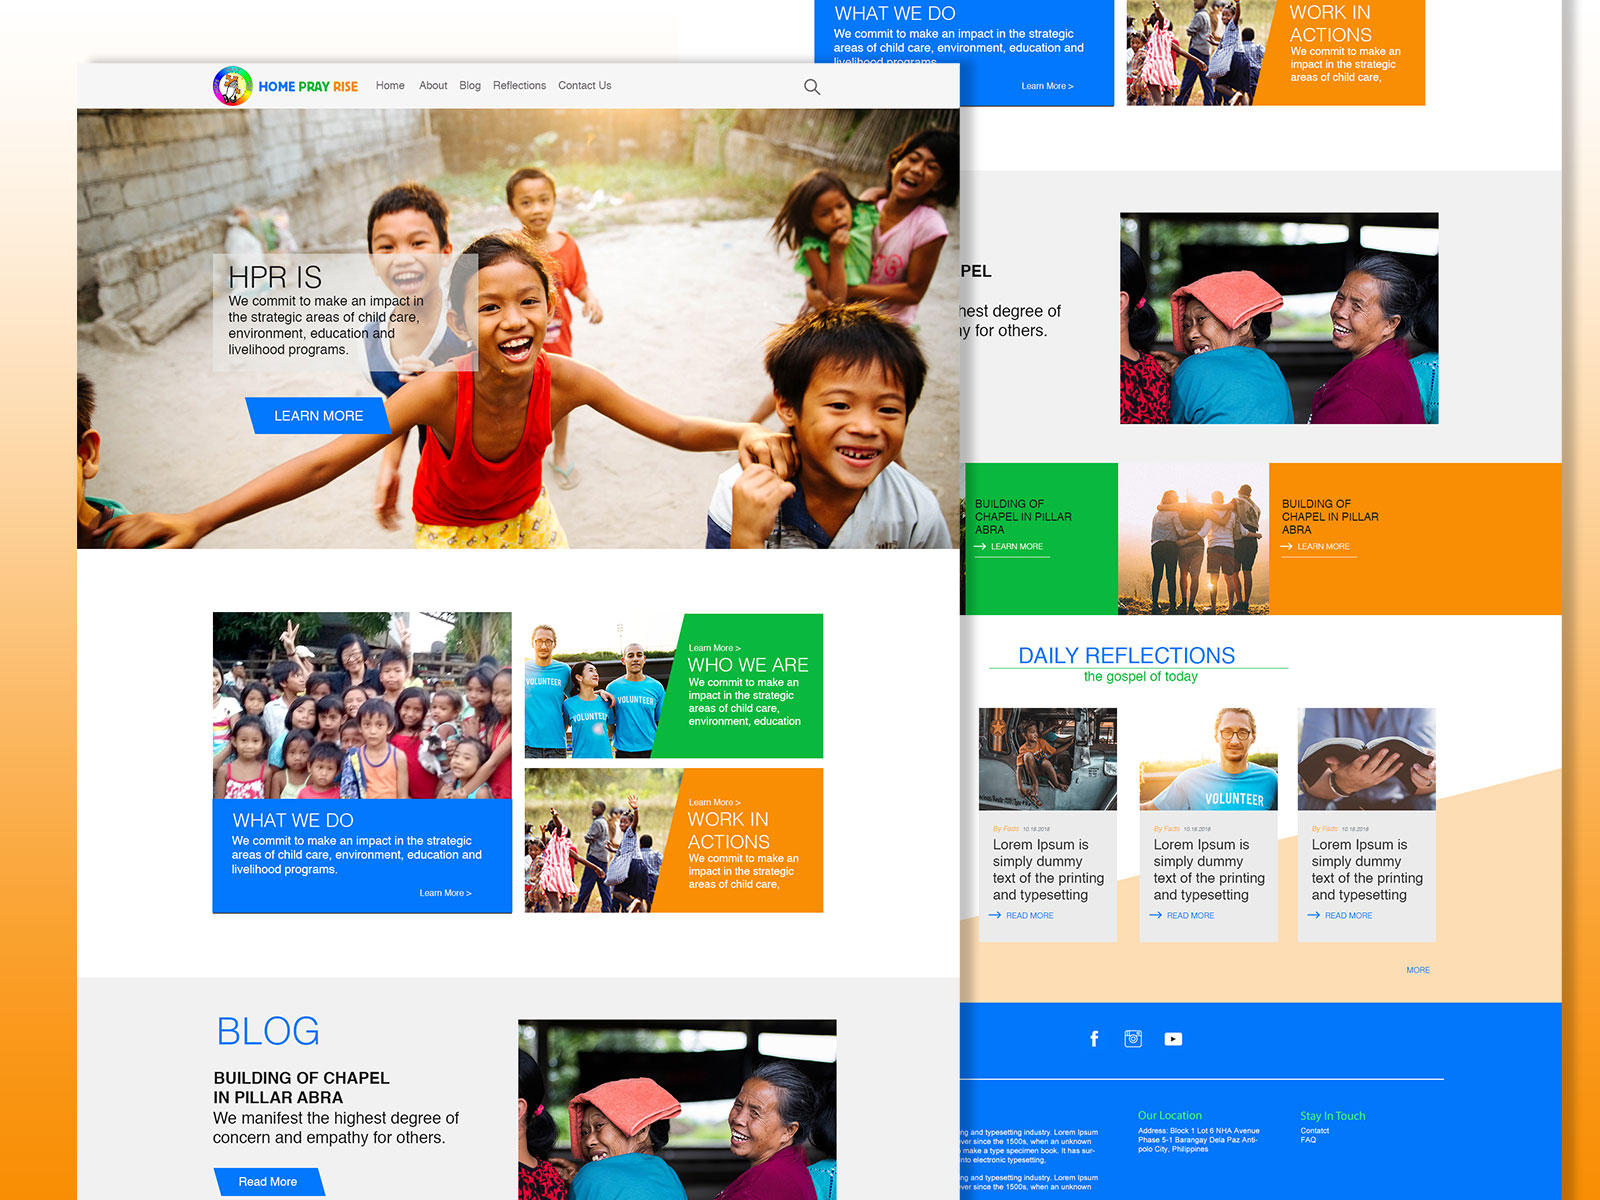 HOME PRAY RISE
Home
About
Blog
Reflections
Contact Us
HPR IS
We commit to make an impact in
the strategic areas of child care,
environment, education and
livelihood programs.
LEARN MORE
VOLUNTEER
VOLUNTEER
VOLUNTEER
Learn More >
WHO WE ARE
We commit to make an
impact in the strategic
areas of child care,
environment, education
WHAT WE DO
We commit to make an impact in the strategic
areas of child care, environment, education and
livelihood programs.
Learn More >
Learn More >
WORK IN
ACTIONS
We commit to make an
impact in the strategic
areas of child care,
BLOG
BUILDING OF CHAPEL
IN PILLAR ABRA
We manifest the highest degree of
concern and empathy for others.
Read More
WHAT WE DO
We commit to make an impact in the strategic
areas of child care, environment, education and
livelihood programs.
Learn More >
WORK IN
ACTIONS
We commit to make an
impact in the strategic
areas of child care,
PEL
hest degree of
y for others.
BUILDING OF
CHAPEL IN PILLAR
ABRA
LEARN MORE
BUILDING OF
CHAPEL IN PILLAR
ABRA
LEARN MORE
DAILY REFLECTIONS
the gospel of today
By Fads 10.18.2018
Lorem Ipsum is
simply dummy
text of the printing
and typesetting
READ MORE
VOLUNTEER
By Fads 10.18.2018
Lorem Ipsum is
simply dummy
text of the printing
and typesetting
READ MORE
By Fads 10.18.2018
Lorem Ipsum is
simply dummy
text of the printing
and typesetting
READ MORE
MORE
ng and typesetting industry. Lorem Ipsum
ver since the 1500s, when an unknown
make a type specimen book. It has sur-
nto electronic typesetting,
ng and typesetting industry. Lorem Ipsum
ver since the 1500s, when an unknown
Our Location
Address: Block 1 Lot 6 NHA Avenue
Phase 5-1 Barangay Dela Paz Anti-
polo City, Philippines
Stay In Touch
Contatct
FAQ